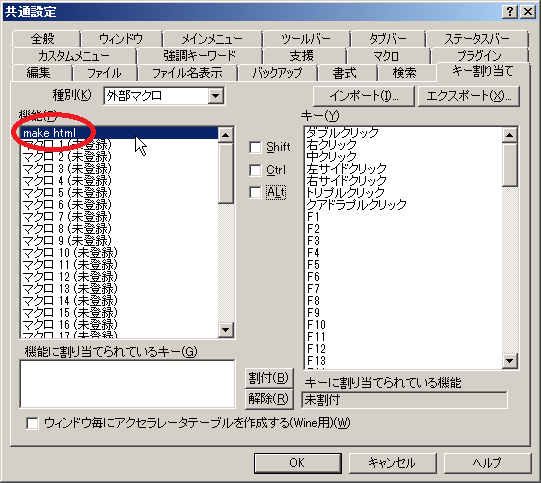 共通設定
全般 ウィンドウ メインメニュー ツールバー タブバー ステータスバー
カスタムメニュー 強調キーワード 支援 マクロ プラグイン
編集 ファイル ファイル名表示 バックアップ 書式 検索 キー割り当て
種別(K) 外部マクロ インポート(I)... エクスポート(X)...
機能(F) キー(Y)
make html
マクロ 1 (未登録)
マクロ 2 (未登録)
マクロ 3 (未登録)
マクロ 4 (未登録)
マクロ 5 (未登録)
マクロ 6 (未登録)
マクロ 7 (未登録)
マクロ 8 (未登録)
マクロ 9 (未登録)
マクロ 10 (未登録)
マクロ 11 (未登録)
マクロ 12 (未登録)
マクロ 13 (未登録)
マクロ 14 (未登録)
マクロ 15 (未登録)
マクロ 16 (未登録)
マクロ 17 (未登録)
Shift
Ctrl
ALt
ダブルクリック
右クリック
中クリック
左サイドクリック
右サイドクリック
トリプルクリック
クアドラプルクリック
F1
F2
F3
F4
F5
F6
F7
F8
F9
F10
F11
F12
F13
機能に割り当てられているキー(G)
割付(B)
解除(R)
キーに割り当てられている機能
未割付
ウィンドウ毎にアクセラレータテーブルを作成する(Wine用)(W)
OK キャンセル ヘルプ